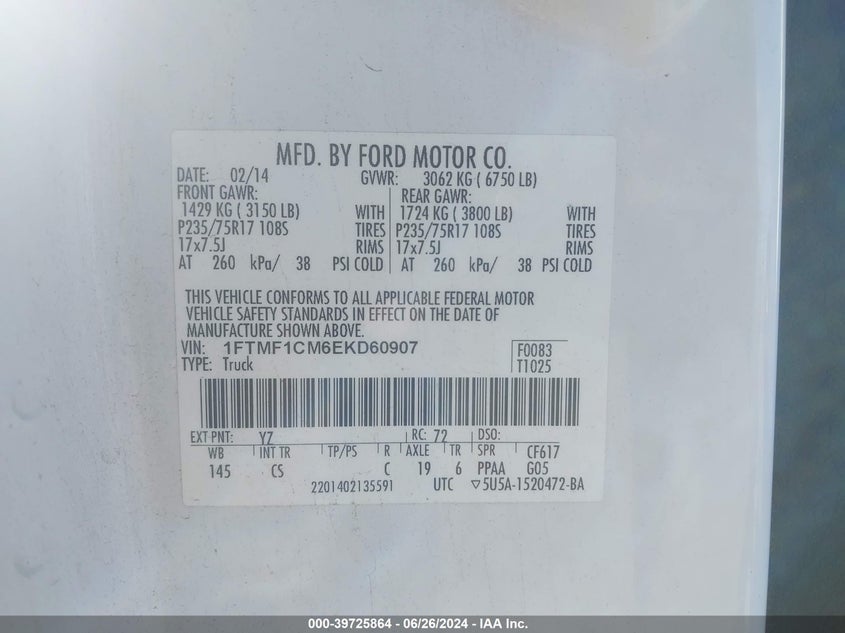 MFD. BY FORD MOTOR CO.
DATE: 02/14 GVWR: 3062 KG ( 6750 LB)
FRONT GAWR: REAR GAWR:
1429 KG ( 3150 LB) WITH 1724 KG ( 3800 LB) WITH
P235/75R17 108S TIRES P235/75R17 108S TIRES
17x7.5J RIMS 17x7.5J RIMS
AT 260 kPa/ 38 PSI COLD AT 260 kPa/ 38 PSI COLD
THIS VEHICLE CONFORMS TO ALL APPLICABLE FEDERAL MOTOR
VEHICLE SAFETY STANDARDS IN EFFECT ON THE DATE OF
MANUFACTURE SHOWN ABOVE.
VIN: 1FTMF1CM6EKD60907 F0083
TYPE: Truck T1025
EXT PNT: YZ RC: 72 DSO:
WB INT TR TP/PS R AXLE TR SPR CF617
145 CS C 19 6 PPAA G05
2201402135591 UTC ▽5U5A-1520472-BA
000-39725864 - 06/26/2024 - IAA Inc.